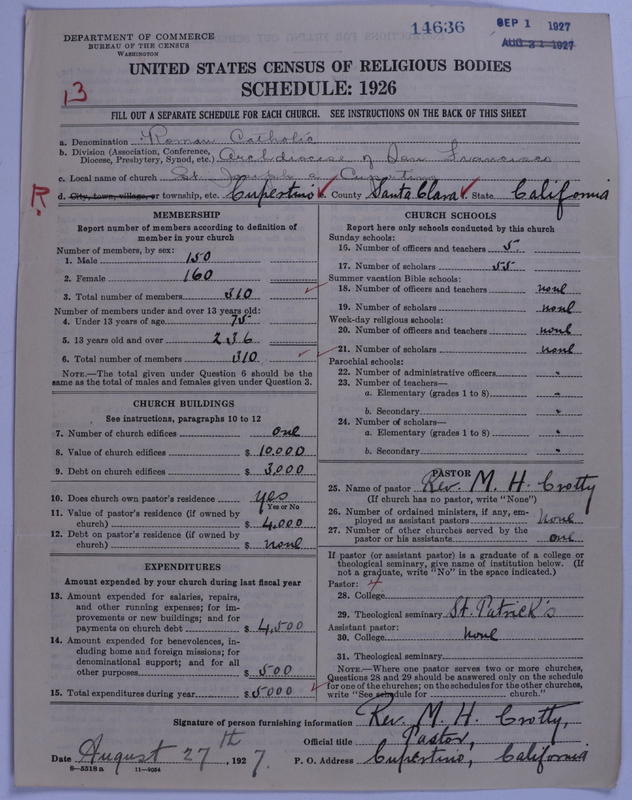 14636
SEP 1 1927
AUG 31 1927
DEPARTMENT OF COMMERCE
BUREAU OF THE CENSUS
WASHINGTON
UNITED STATES CENSUS OF RELIGIOUS BODIES
SCHEDULE: 1926
13
FILL OUT A SEPARATE SCHEDULE FOR EACH CHURCH. SEE INSTRUCTIONS ON THE BACK OF THIS SHEET
a. Denomination Roman Catholic
b. Division (Association, Conference, Diocese, Presbytery, Synod, etc.) Archdiocese of San Francisco
c. Local name of church St. Joseph of Cupertino
R
d. City, town, village, or township, etc. Cupertino e. County Santa Clara State California
MEMBERSHIP
Report number of members according to definition of
member in your church
Number of members, by sex:
1. Male 150
2. Female 160
3. Total number of members 310
Number of members under and over 13 years old:
4. Under 13 years of age 75
5. 13 years old and over 236
6. Total number of members 310
NOTE.—The total given under Question 6 should be the
same as the total of males and females given under Question 3.
CHURCH BUILDINGS
See instructions, paragraphs 10 to 12
7. Number of church edifices one
8. Value of church edifices $ 10,000
9. Debt on church edifices $ 3,000
10. Does church own pastor's residence yes
Yes or No
11. Value of pastor's residence (if owned by
church) $ 4,000
12. Debt on pastor's residence (if owned by
church) $ none
EXPENDITURES
Amount expended by your church during last fiscal year
13. Amount expended for salaries, repairs,
and other running expenses; for im-
provements or new buildings; and for
payments on church debt $ 4,500
14. Amount expended for benevolences, in-
cluding home and foreign missions; for
denominational support; and for all
other purposes $ 500
15. Total expenditures during year $ 5000
CHURCH SCHOOLS
Report here only schools conducted by this church
Sunday schools:
16. Number of officers and teachers 5
17. Number of scholars 55
Summer vacation Bible schools:
18. Number of officers and teachers none
19. Number of scholars none
Week-day religious schools:
20. Number of officers and teachers none
21. Number of scholars none
Parochial schools:
22. Number of administrative officers "
23. Number of teachers—
a. Elementary (grades 1 to 8) "
b. Secondary "
24. Number of scholars—
a. Elementary (grades 1 to 8) "
b. Secondary "
PASTOR
25. Name of pastor Rev. M. H. Crotty
(If church has no pastor, write "None")
26. Number of ordained ministers, if any, em-
ployed as assistant pastors None
27. Number of other churches served by the
pastor or his assistants one
If pastor (or assistant pastor) is a graduate of a college or
theological seminary, give name of institution below. (If
not a graduate, write "No" in the space indicated.)
Pastor: 4
28. College
29. Theological seminary St. Patrick's
Assistant pastor:
30. College none
31. Theological seminary
NOTE.—Where one pastor serves two or more churches,
Questions 28 and 29 should be answered only on the schedule
for one of the churches; on the schedules for the other churches,
write "See schedule for church."
Signature of person furnishing information Rev. M. H. Crotty,
Official title Pastor,
Date August 27th, 1927. P. O. Address Cupertino, California
8—5518 a 11—9054